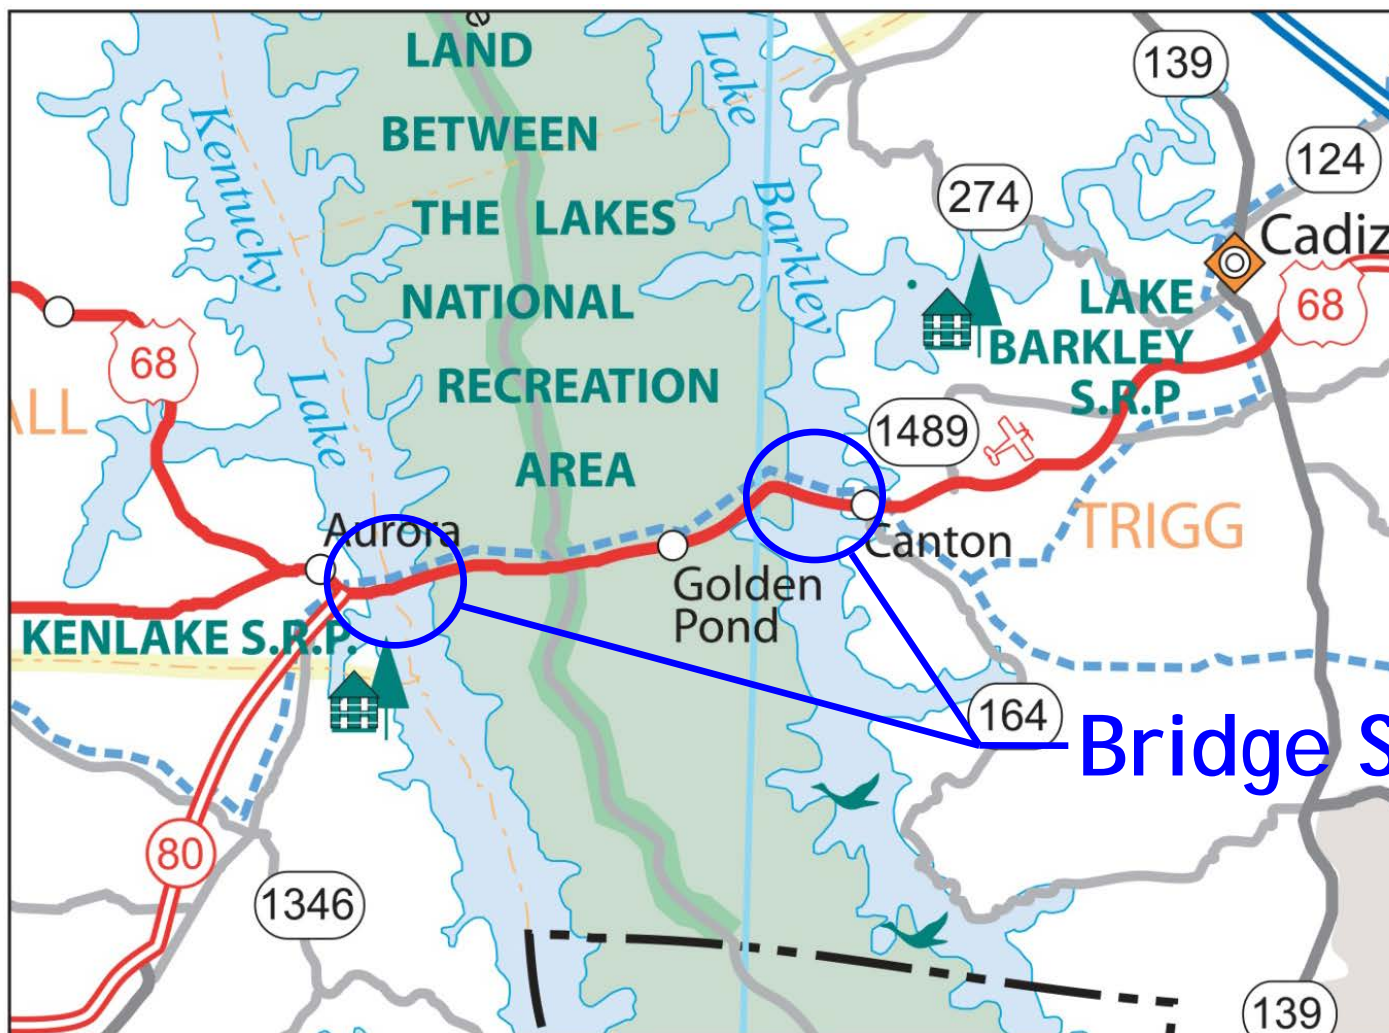 LAND
BETWEEN
THE LAKES
NATIONAL
RECREATION
AREA
Kentucky
Lake
Lake
Barkley
139
124
274
Cadiz
68
LAKE
BARKLEY
S.R.P
68
ALL
1489
TRIGG
Aurora
Canton
Golden
Pond
KENLAKE S.R.P.
164
Bridge S
80
1346
139